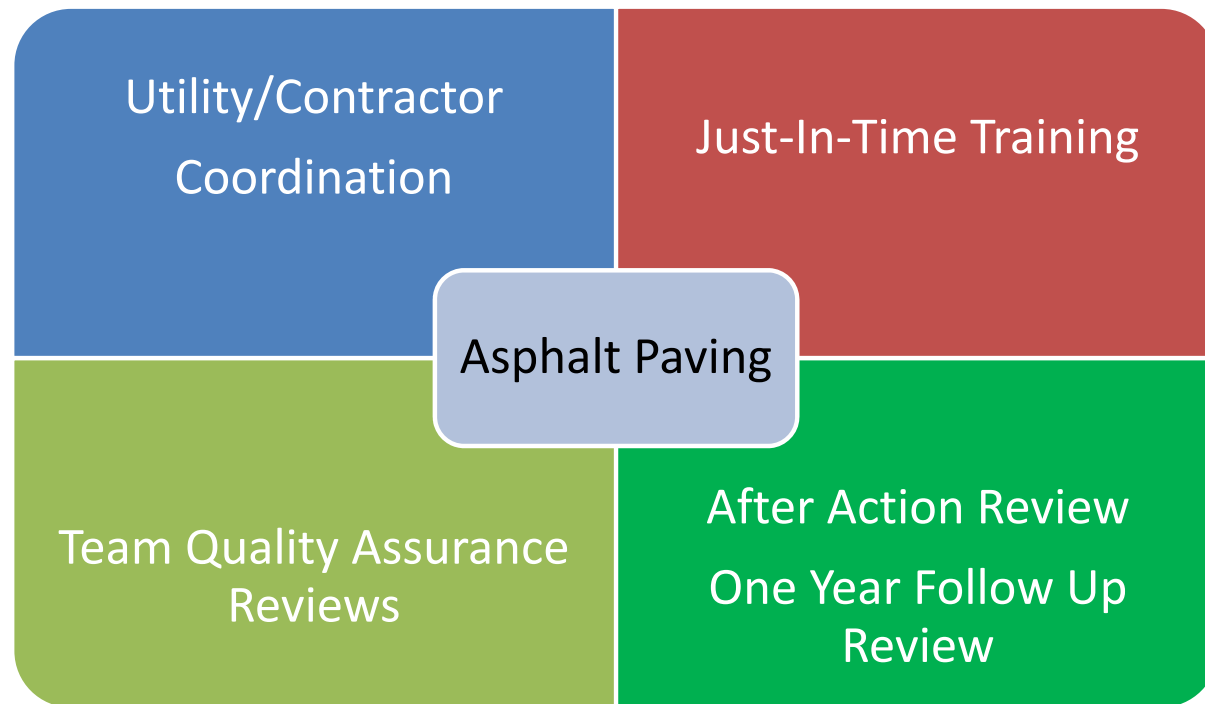 Utility/Contractor
Coordination
Just-In-Time Training
Asphalt Paving
Team Quality Assurance
Reviews
After Action Review
One Year Follow Up
Review